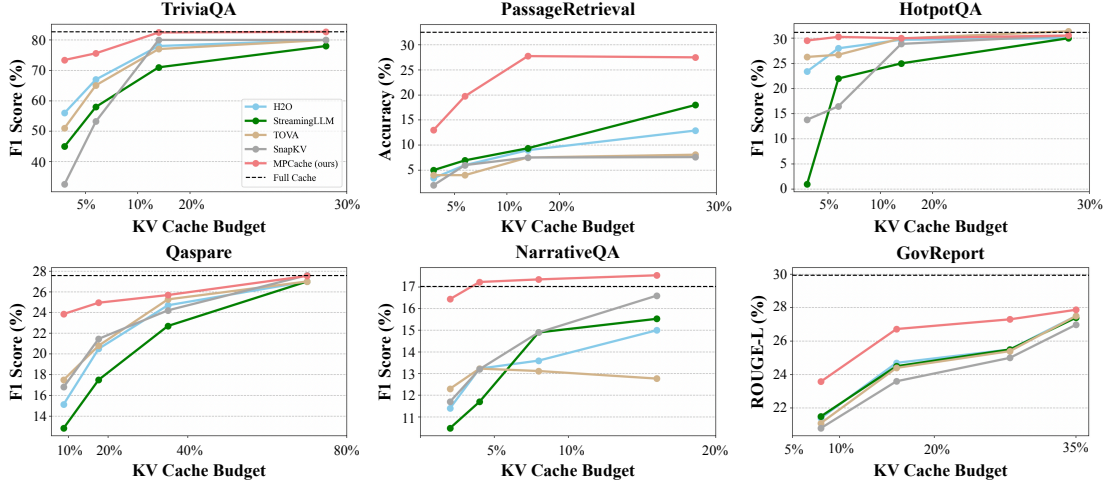 TriviaQA
F1 Score (%)
80
70
60
50
40
5%
10%
20%
30%
KV Cache Budget
H2O
StreamingLLM
TOVA
SnapKV
MPCache (ours)
Full Cache
PassageRetrieval
Accuracy (%)
30
25
20
15
10
5
5%
10%
20%
30%
KV Cache Budget
HotpotQA
F1 Score (%)
30
25
20
15
10
5
0
5%
10%
20%
30%
KV Cache Budget
Qaspare
F1 Score (%)
28
26
24
22
20
18
16
14
10%
20%
40%
80%
KV Cache Budget
NarrativeQA
F1 Score (%)
17
16
15
14
13
12
11
5%
10%
20%
KV Cache Budget
GovReport
ROUGE-L (%)
30
28
26
24
22
5%
10%
20%
35%
KV Cache Budget